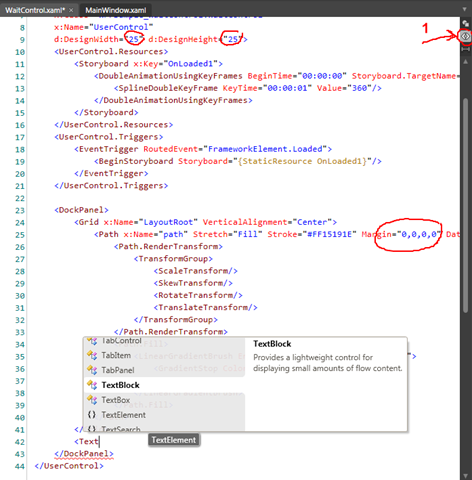 WaitControl.xaml* MainWindow.xaml
8 x:Name="UserControl"
9 d:DesignWidth="25" d:DesignHeight="25">
10 <UserControl.Resources>
11 <Storyboard x:Key="OnLoaded1">
12 <DoubleAnimationUsingKeyFrames BeginTime="00:00:00" Storyboard.TargetName=
13 <SplineDoubleKeyFrame KeyTime="00:00:01" Value="360"/>
14 </DoubleAnimationUsingKeyFrames>
15 </Storyboard>
16 </UserControl.Resources>
17 <UserControl.Triggers>
18 <EventTrigger RoutedEvent="FrameworkElement.Loaded">
19 <BeginStoryboard Storyboard="{StaticResource OnLoaded1}"/>
20 </EventTrigger>
21 </UserControl.Triggers>
22
23 <DockPanel>
24 <Grid x:Name="LayoutRoot" VerticalAlignment="Center">
25 <Path x:Name="path" Stretch="Fill" Stroke="#FF15191E" Margin="0,0,0,0" Dat
26 <Path.RenderTransform>
27 <TransformGroup>
28 <ScaleTransform/>
29 <SkewTransform/>
30 <RotateTransform/>
31 <TranslateTransform/>
32 </TransformGroup>
33 </Path.RenderTransform>
34
35
36
37
38
39
40
41 </
42 <Text
43 </DockPanel>
44 </UserControl>
1
TabControl
TabItem
TabPanel
TextBlock
TextBox
TextElement
TextSearch
TextBlock
Provides a lightweight control for
displaying small amounts of flow content.
TextElement